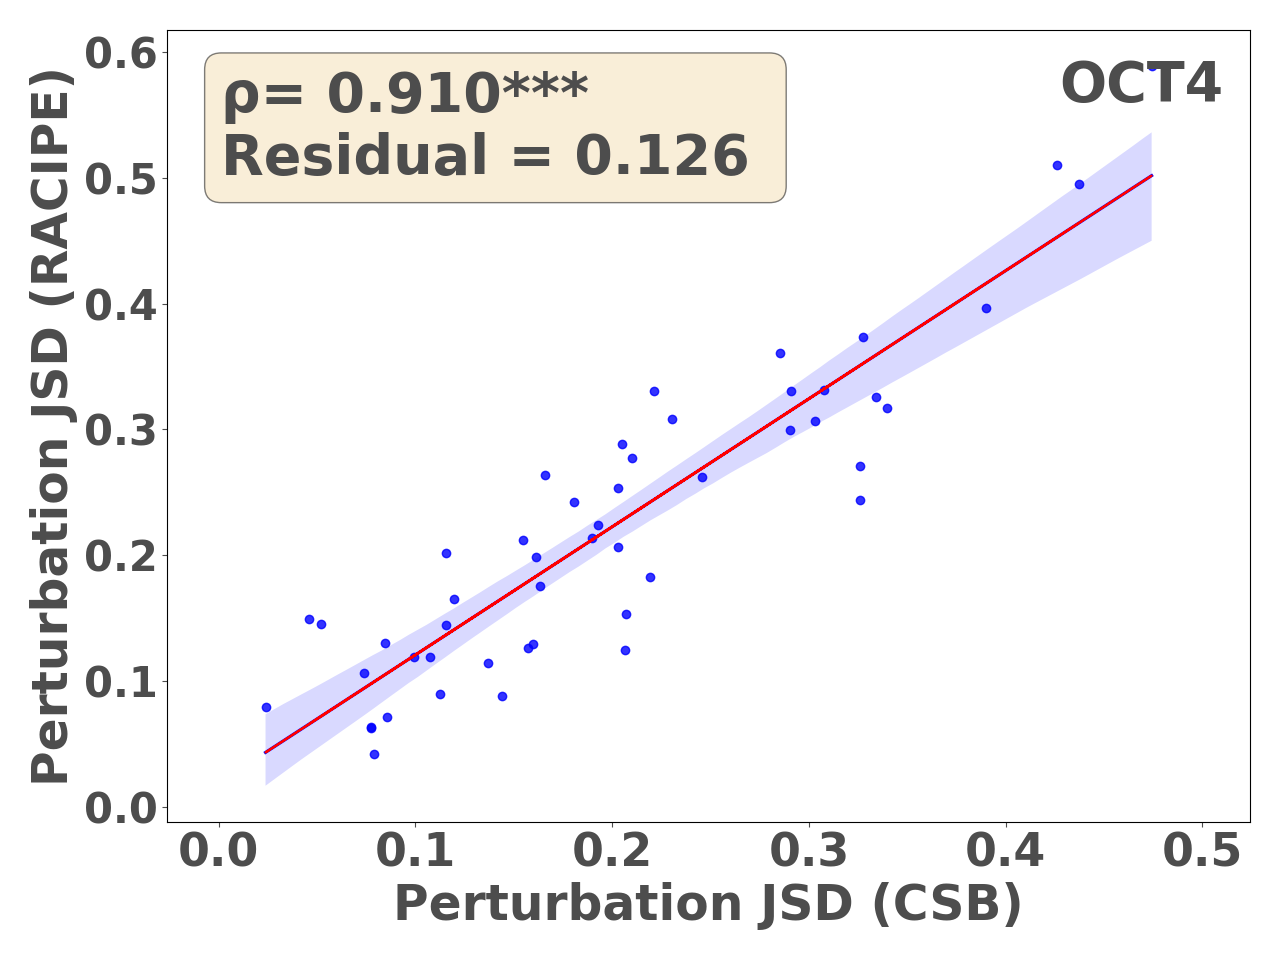 ρ= 0.910***
Residual = 0.126
OCT4
Perturbation JSD (RACIPE)
0.6
0.5
0.4
0.3
0.2
0.1
0.0
0.0 0.1 0.2 0.3 0.4 0.5
Perturbation JSD (CSB)